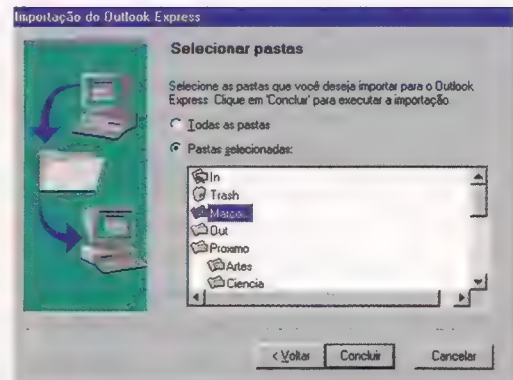 Importação do Outlook Express
Selecionar pastas
Selecione as pastas que você deseja importar para o Outlook
Express Clique em 'Concluir' para executar a importação
Todas as pastas
Pastas selecionadas:
In
Trash
Out
Proximo
Artes
Ciencia
< Voltar Concluir Cancelar